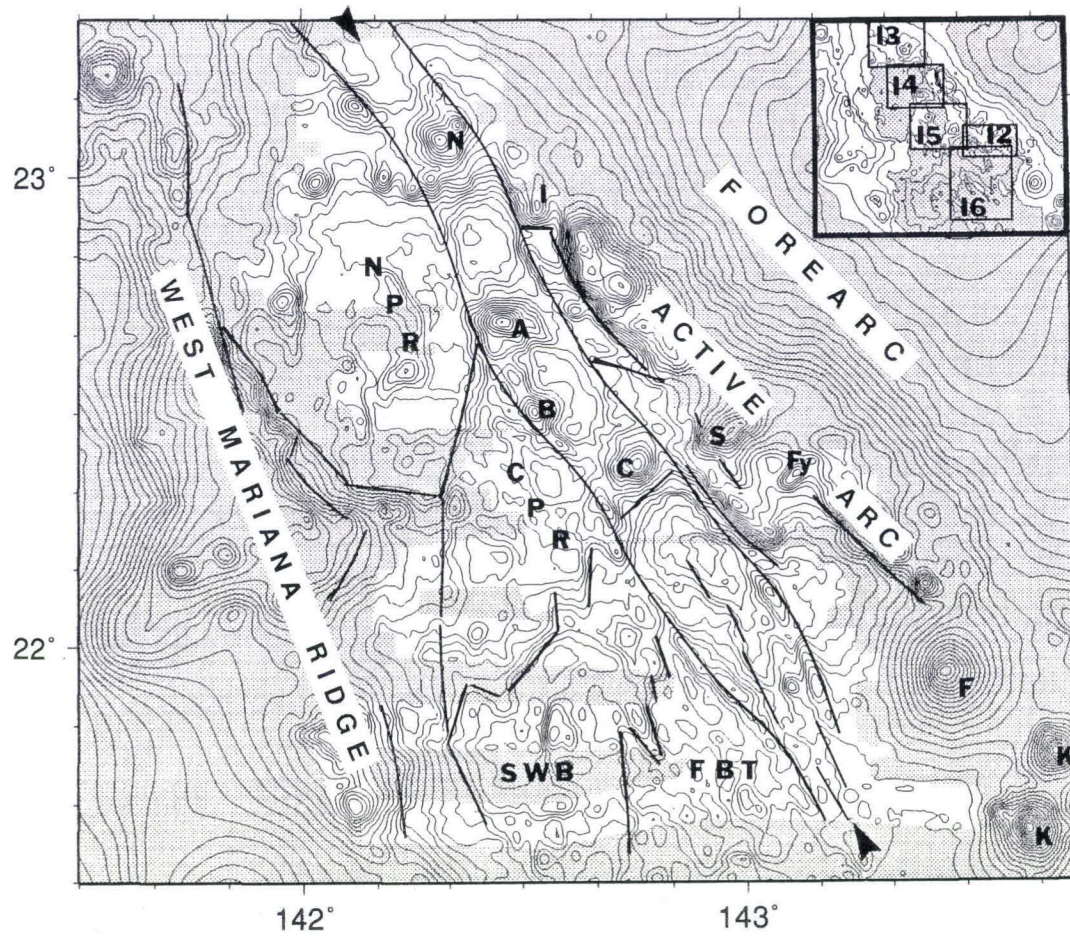 I3
I4
I5
I2
I6
23°
22°
142°
143°
WEST MARIANA RIDGE
FOREARC
ACTIVE
ARC
N
I
N
P
R
A
B
C
S
Fy
C
P
R
F
K
K
SWB
FBT